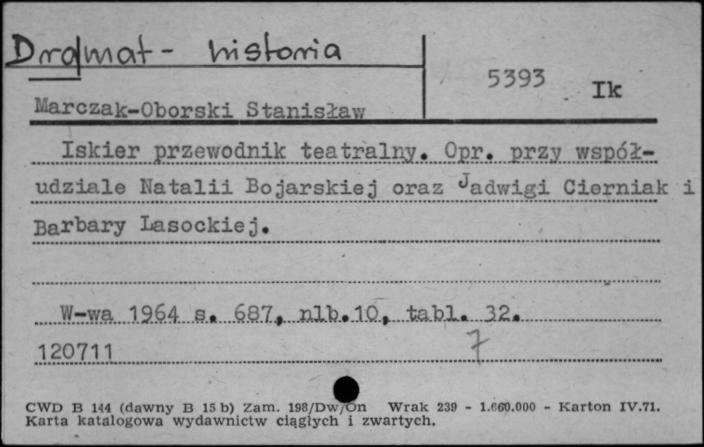 Dramat - historia
5393 Ik
Marczak-Oborski Stanisław
Iskier przewodnik teatralny. Opr. przy współ-
udziale Natalii Bojarskiej oraz Jadwigi Cierniak i
Barbary Lasockiej.
W-wa 1964 s. 687, nlb.10, tabl. 32.
120711 7
CWD B 144 (dawny B 15 b) Zam. 198/Dw/On Wrak 239 - 1.660.000 - Karton IV.71.
Karta katalogowa wydawnictw ciągłych i zwartych.